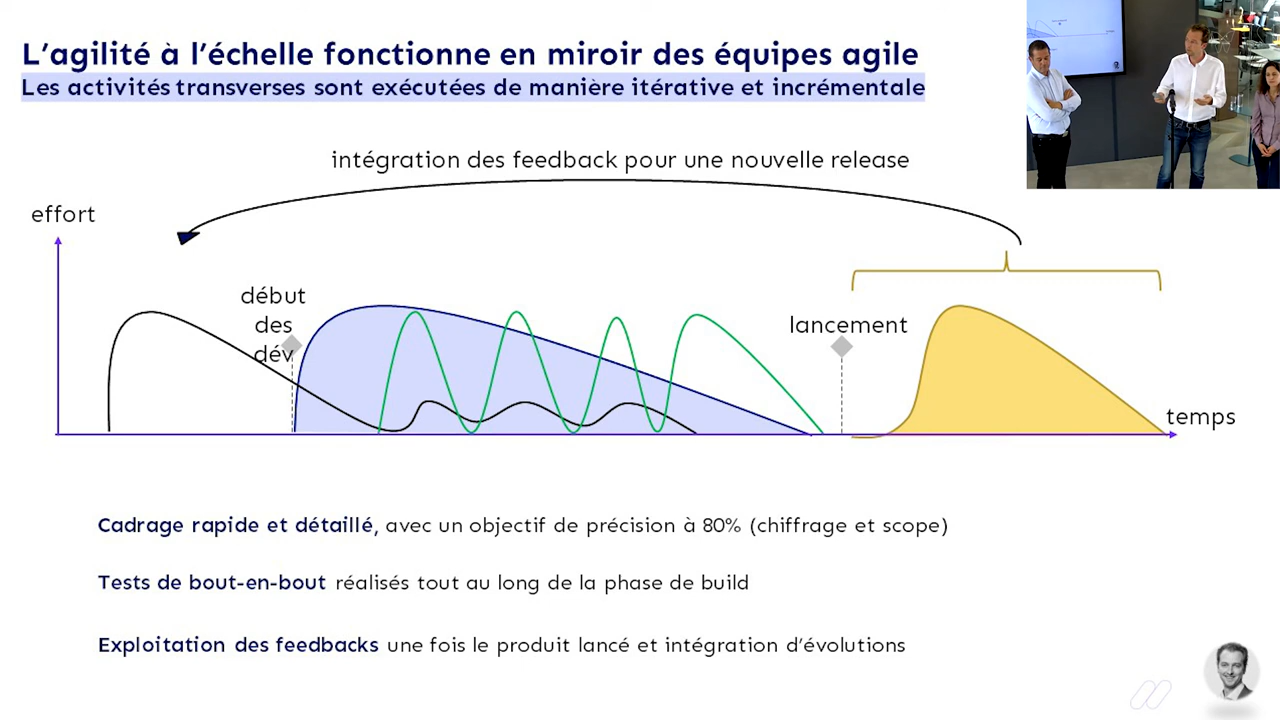 L'agilité à l'échelle fonctionne en miroir des équipes agile
Les activités transverses sont exécutées de manière itérative et incrémentale
intégration des feedback pour une nouvelle release
effort
début
des
dév
lancement
temps
Cadrage rapide et détaillé, avec un objectif de précision à 80% (chiffrage et scope)
Tests de bout-en-bout réalisés tout au long de la phase de build
Exploitation des feedbacks une fois le produit lancé et intégration d'évolutions